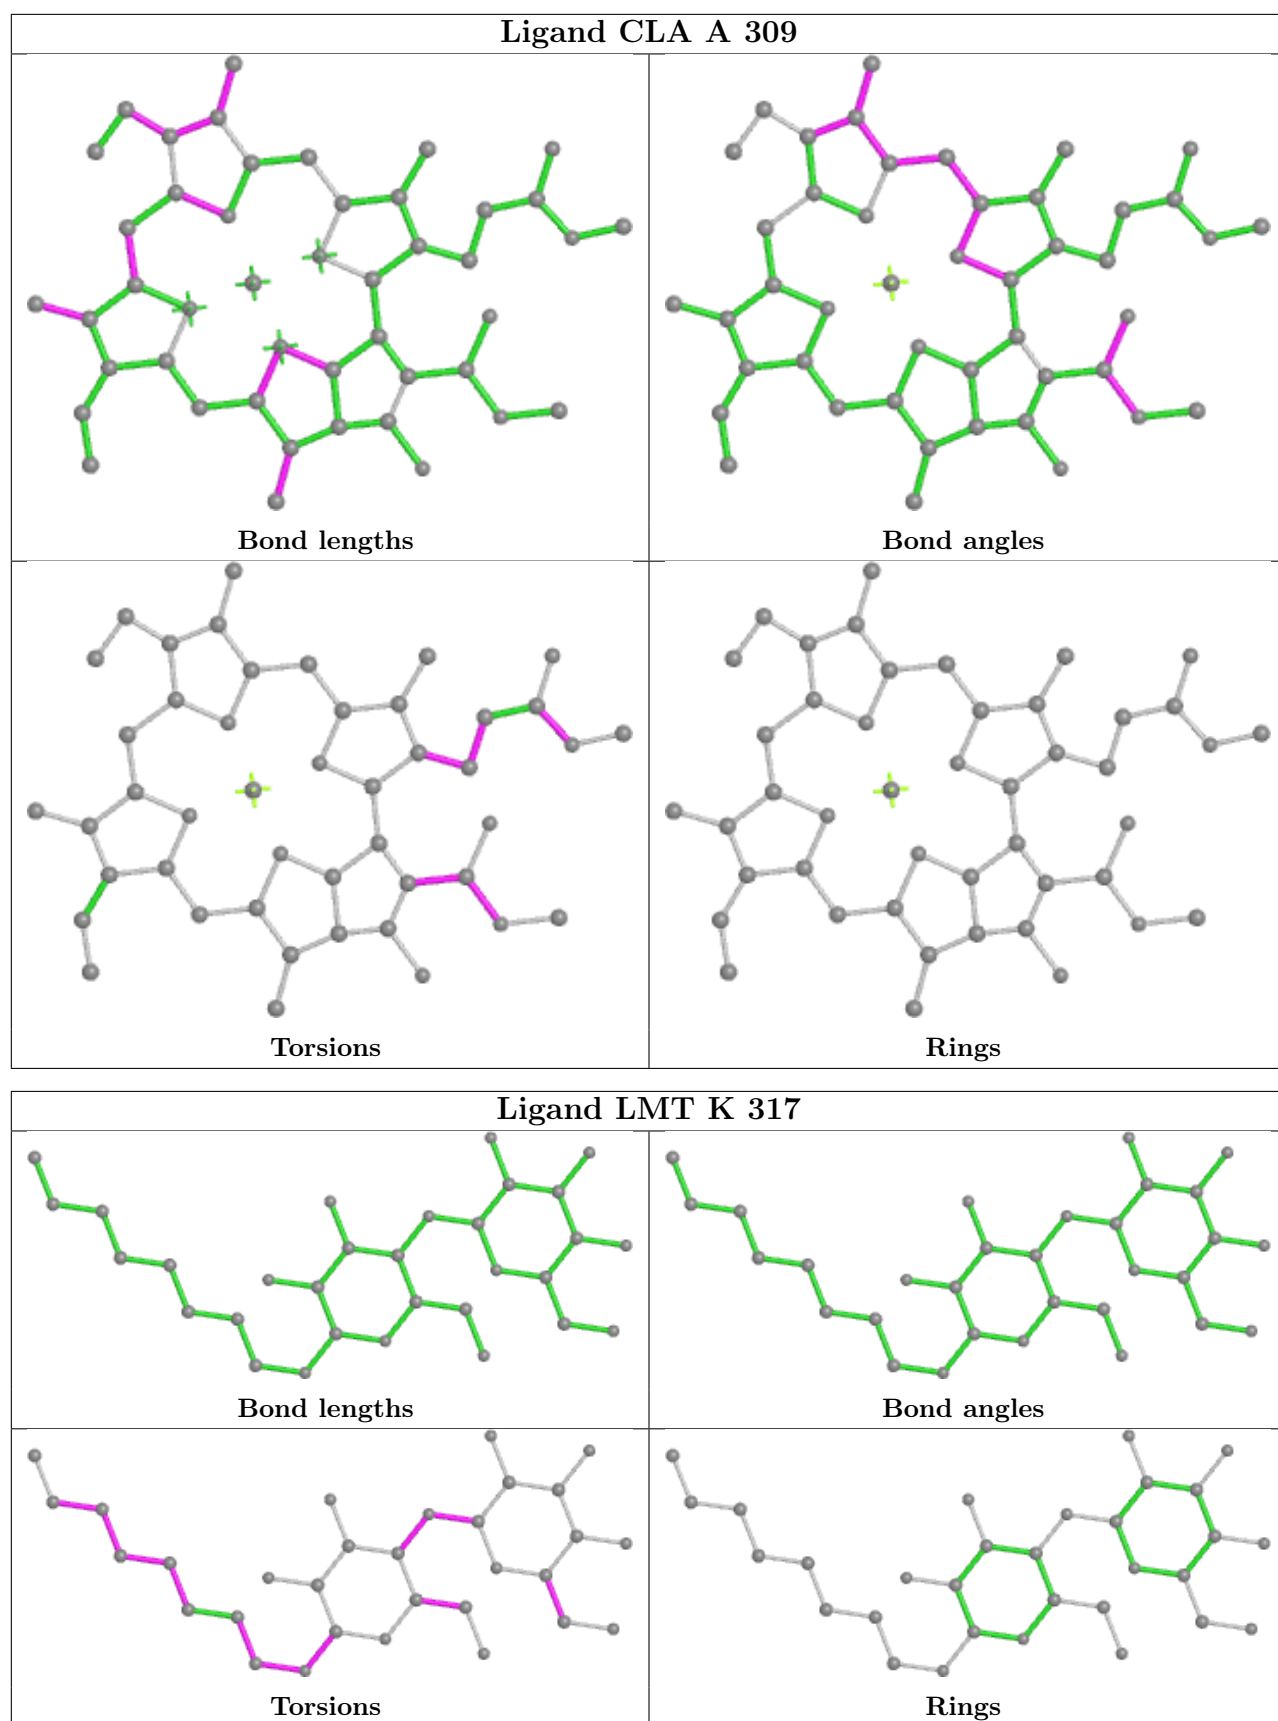 Ligand CLA A 309
Bond lengths
Bond angles
Torsions
Rings
Ligand LMT K 317
Bond lengths
Bond angles
Torsions
Rings